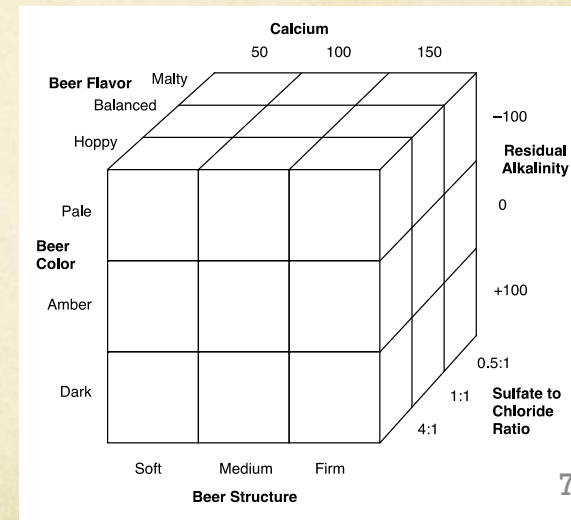 Calcium
50 100 150
Beer Flavor Malty
Balanced
Hoppy
−100
Residual
Alkalinity
0
+100
Pale
Beer
Color
Amber
Dark
0.5:1
1:1
4:1
Sulfate to
Chloride
Ratio
Soft Medium Firm
Beer Structure
7